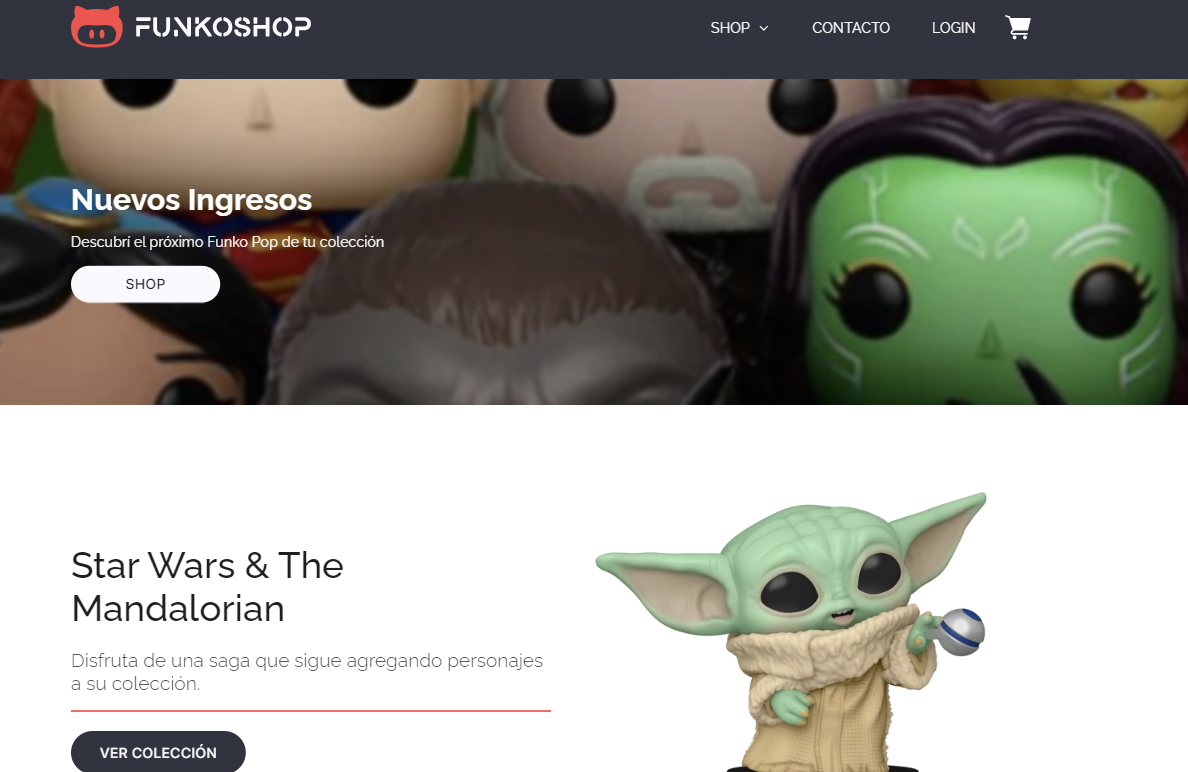 FUNKOSHOP
SHOP
CONTACTO
LOGIN
Nuevos Ingresos
Descubrí el próximo Funko Pop de tu colección
SHOP
Star Wars & The
Mandalorian
Disfruta de una saga que sigue agregando personajes
a su colección.
VER COLECCIÓN